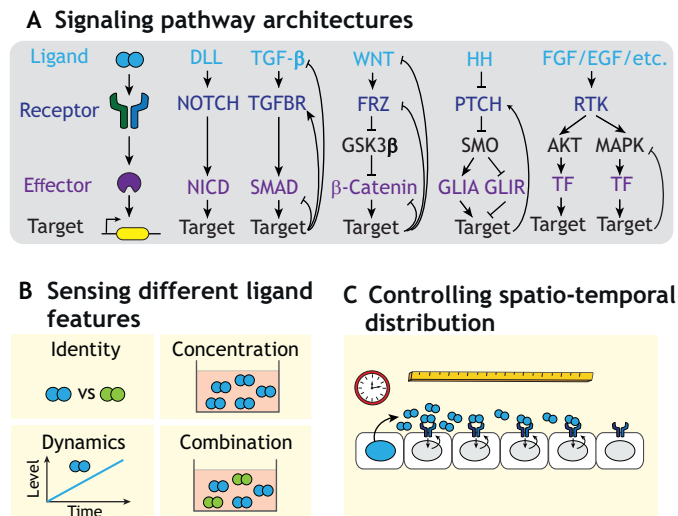 A Signaling pathway architectures
Ligand DLL TGF-β WNT HH FGF/EGF/etc.
Receptor NOTCH TGFBR FRZ PTCH RTK
GSK3β SMO AKT MAPK
Effector NICD SMAD β-Catenin GLIA GLIR TF TF
Target Target Target Target Target Target Target
B Sensing different ligand
features
C Controlling spatio-temporal
distribution
Identity
vs
Concentration
Dynamics
Level
Time
Combination